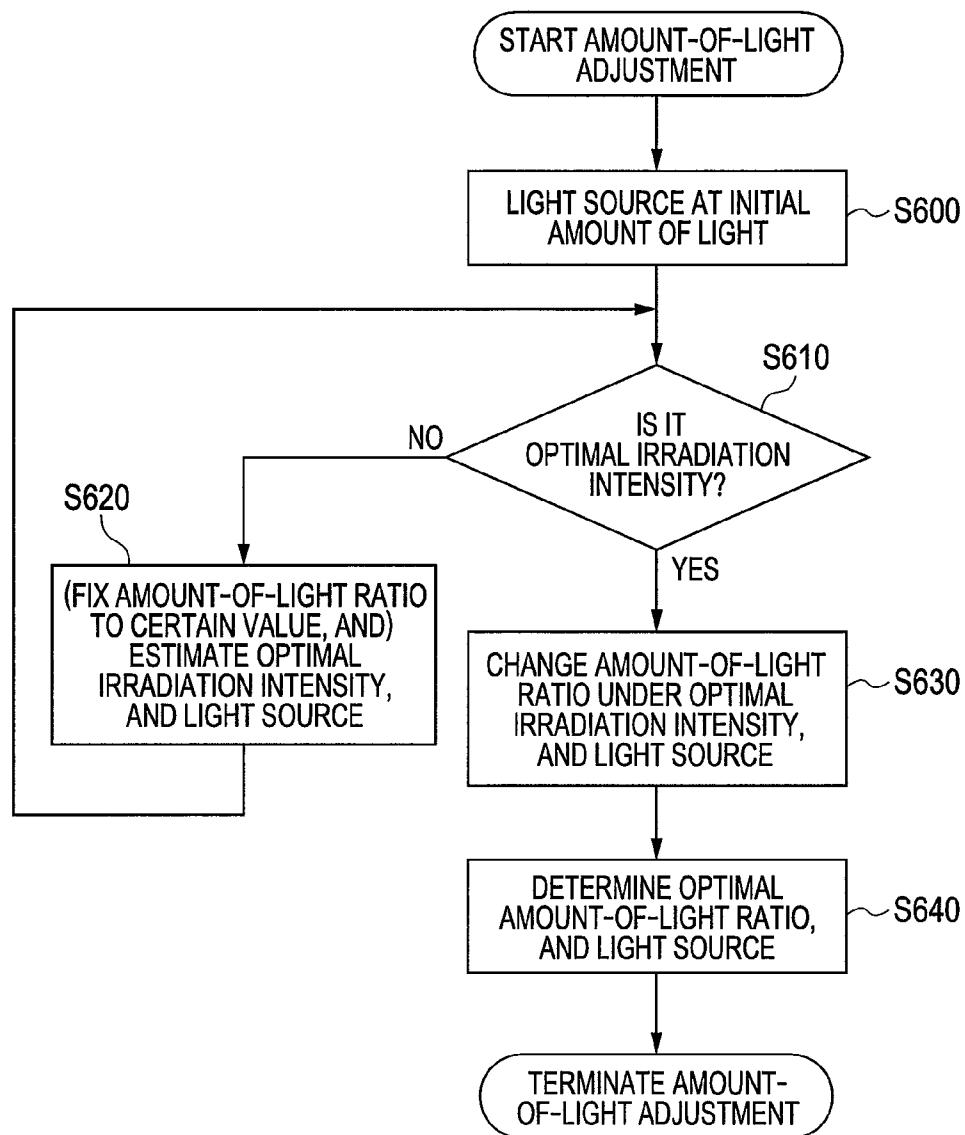 START AMOUNT-OF-LIGHT
ADJUSTMENT
LIGHT SOURCE AT INITIAL
AMOUNT OF LIGHT
S600
S610
IS IT
OPTIMAL IRRADIATION
INTENSITY?
NO
YES
S620
(FIX AMOUNT-OF-LIGHT RATIO
TO CERTAIN VALUE, AND)
ESTIMATE OPTIMAL
IRRADIATION INTENSITY,
AND LIGHT SOURCE
CHANGE AMOUNT-OF-LIGHT
RATIO UNDER OPTIMAL
IRRADIATION INTENSITY,
AND LIGHT SOURCE
S630
DETERMINE OPTIMAL
AMOUNT-OF-LIGHT RATIO,
AND LIGHT SOURCE
S640
TERMINATE AMOUNT-
OF-LIGHT ADJUSTMENT